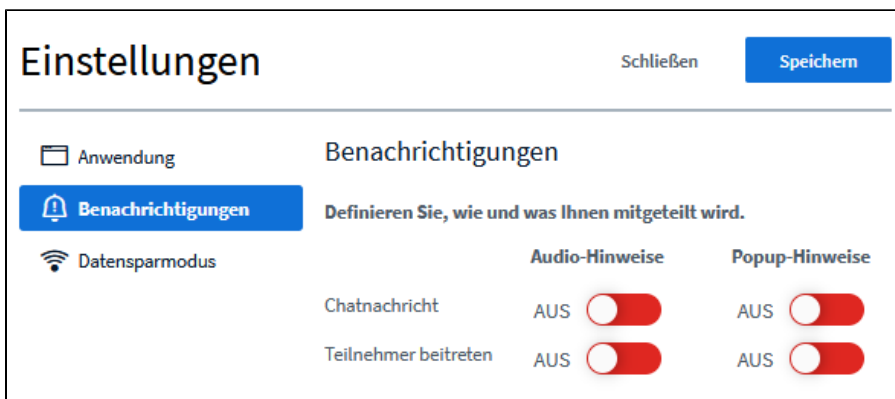 Einstellungen
Schließen
Speichern
Anwendung
Benachrichtigungen
Datensparmodus
Benachrichtigungen
Definieren Sie, wie und was Ihnen mitgeteilt wird.
Audio-Hinweise Popup-Hinweise
Chatnachricht AUS AUS
Teilnehmer beitreten AUS AUS